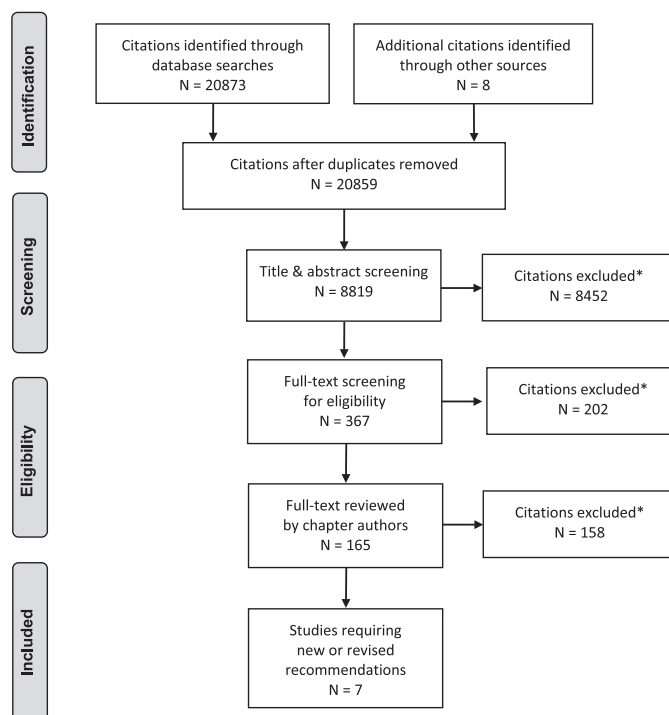 Identification
Citations identified through
database searches
N = 20873
Additional citations identified
through other sources
N = 8
Citations after duplicates removed
N = 20859
Screening
Title & abstract screening
N = 8819
Citations excluded*
N = 8452
Eligibility
Full-text screening
for eligibility
N = 367
Citations excluded*
N = 202
Full-text reviewed
by chapter authors
N = 165
Citations excluded*
N = 158
Included
Studies requiring
new or revised
recommendations
N = 7